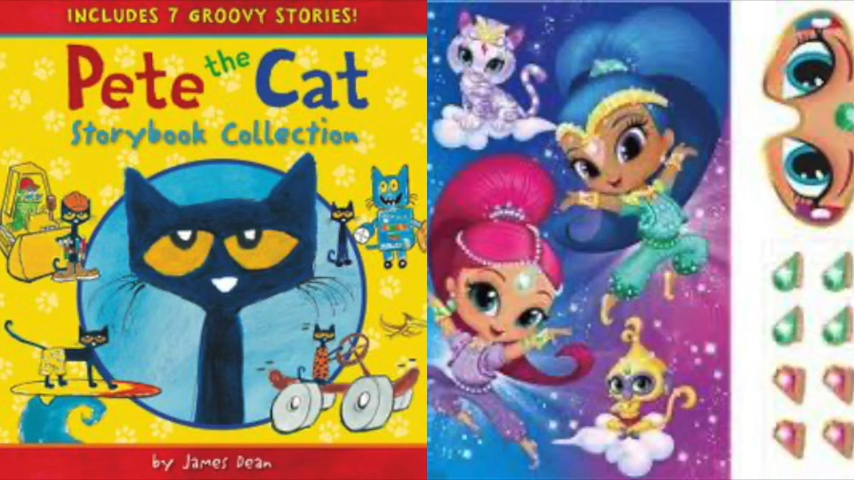 INCLUDES 7 GROOVY STORIES!
Pete the Cat
Storybook Collection
by James Dean